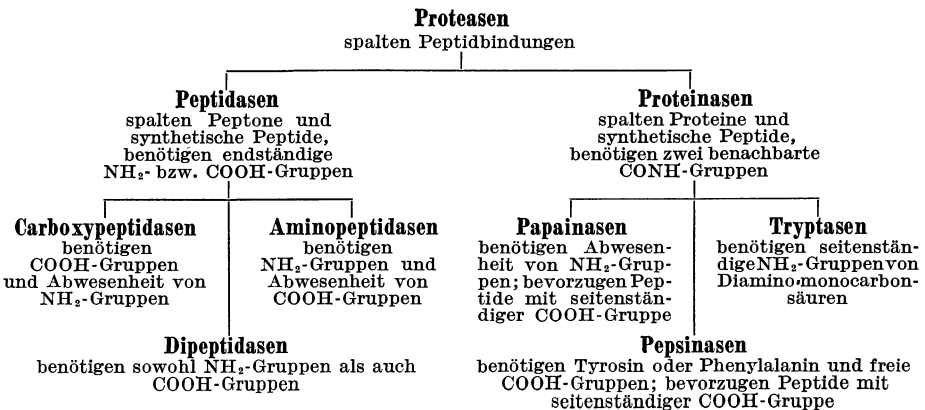 Proteasen
spalten Peptidbindungen
Peptidasen
spalten Peptone und
synthetische Peptide,
benötigen endständige
NH₂- bzw. COOH-Gruppen
Proteinasen
spalten Proteine und
synthetische Peptide,
benötigen zwei benachbarte
CONH-Gruppen
Carboxypeptidasen
benötigen
COOH-Gruppen
und Abwesenheit von
NH₂-Gruppen
Aminopeptidasen
benötigen
NH₂-Gruppen und
Abwesenheit von
COOH-Gruppen
Papainasen
benötigen Abwesen-
heit von NH₂-Grup-
pen; bevorzugen Pep-
tide mit seitenstän-
diger COOH-Gruppe
Tryptasen
benötigen seitenstän-
dige NH₂-Gruppen von
Diamino-monocarbon-
säuren
Dipeptidasen
benötigen sowohl NH₂-Gruppen als auch
COOH-Gruppen
Pepsinasen
benötigen Tyrosin oder Phenylalanin und freie
COOH-Gruppen; bevorzugen Peptide mit
seitenständiger COOH-Gruppe